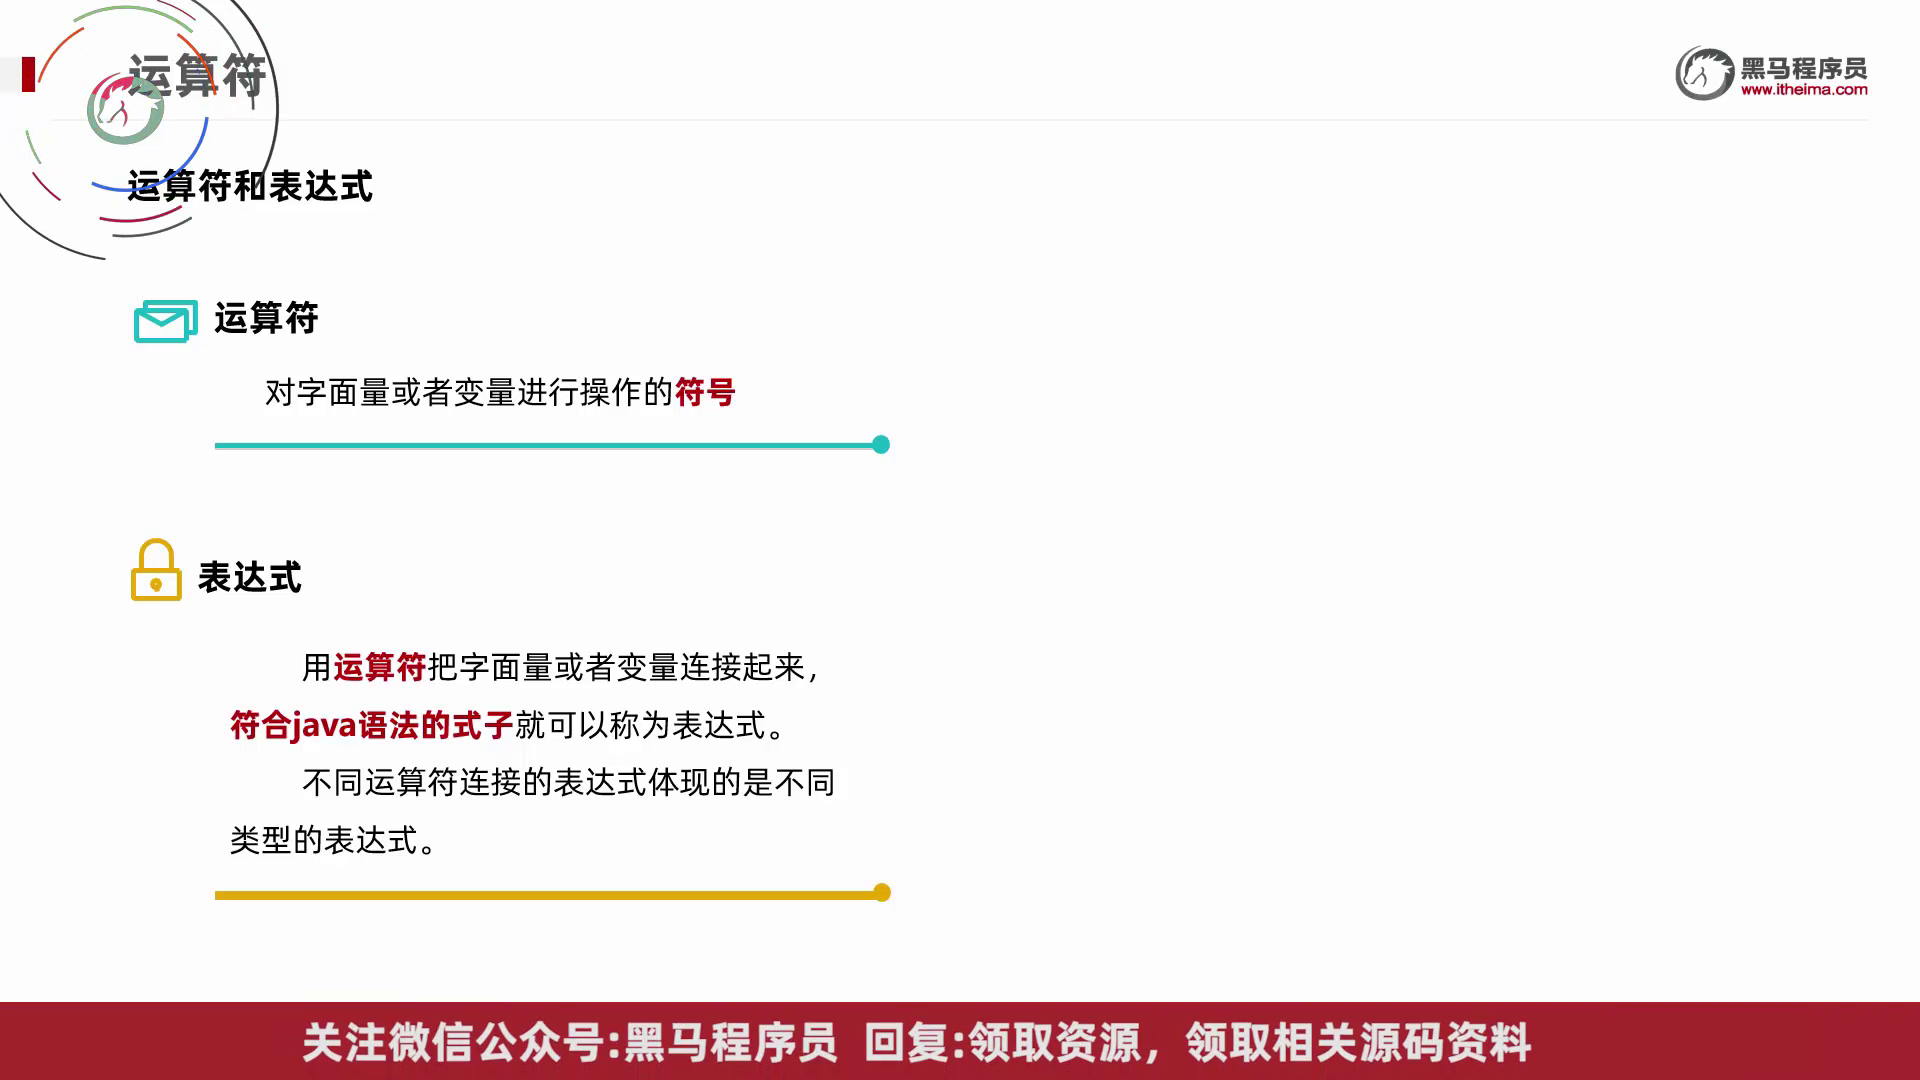 运算符
黑马程序员
www.itheima.com
运算符和表达式
运算符
对字面量或者变量进行操作的符号
表达式
用运算符把字面量或者变量连接起来,
符合java语法的式子就可以称为表达式。
不同运算符连接的表达式体现的是不同
类型的表达式。
关注微信公众号:黑马程序员 回复:领取资源，领取相关源码资料